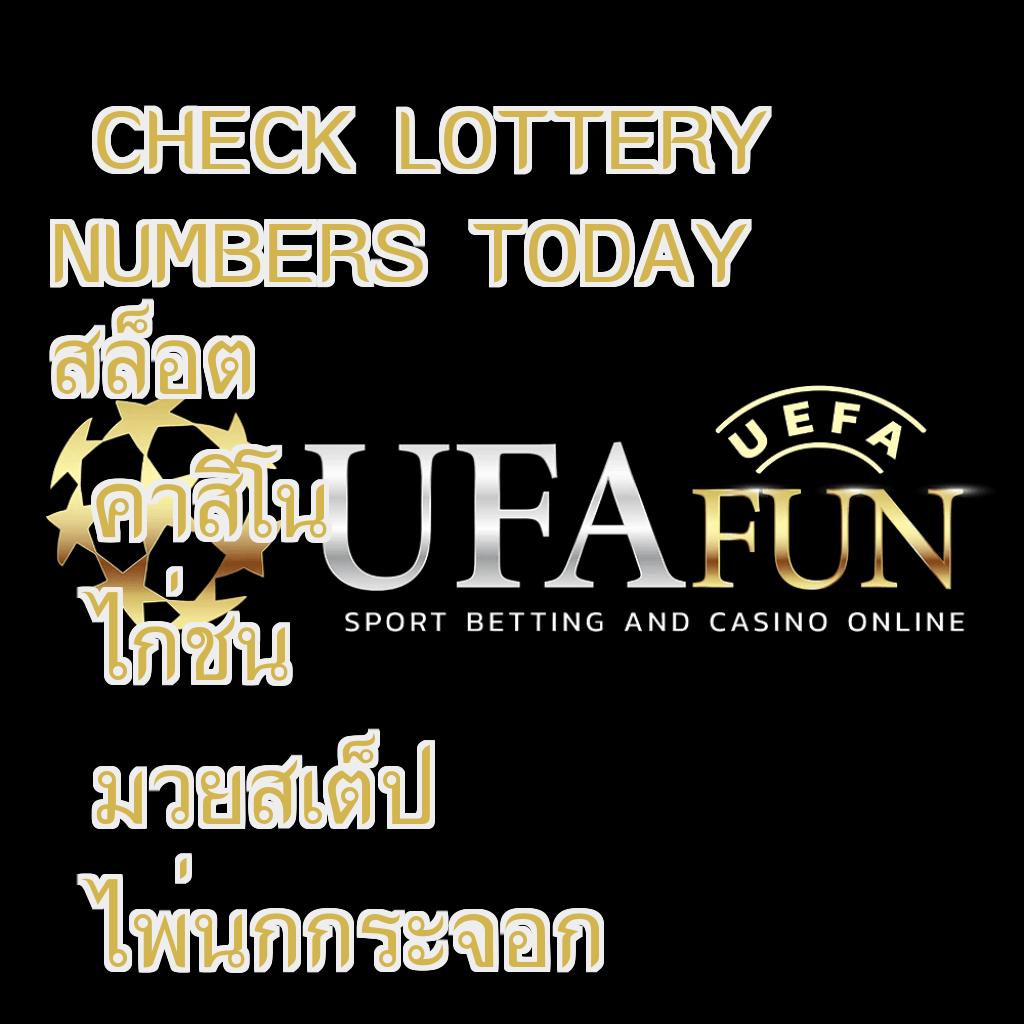 CHECK LOTTERY
NUMBERS TODAY
สล็อต
คาสิโน
UEFA
UFAFUN
SPORT BETTING AND CASINO ONLINE
ไก่ชน
มวยสเต็ป
ไพ่นกกระจอก